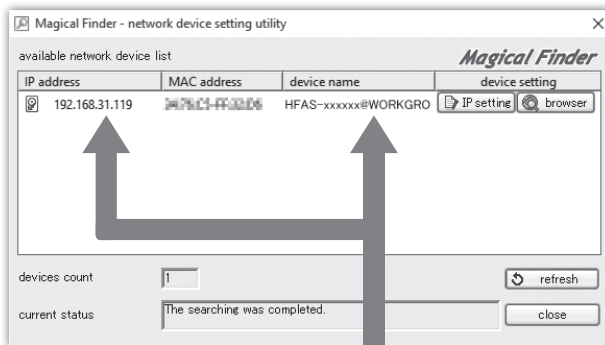 Magical Finder - network device setting utility
available network device list
Magical Finder
IP address MAC address device name device setting
192.168.31.119 HFAS-xxxxxx@WORKGRO IP setting browser
devices count 1 refresh
current status The searching was completed. close